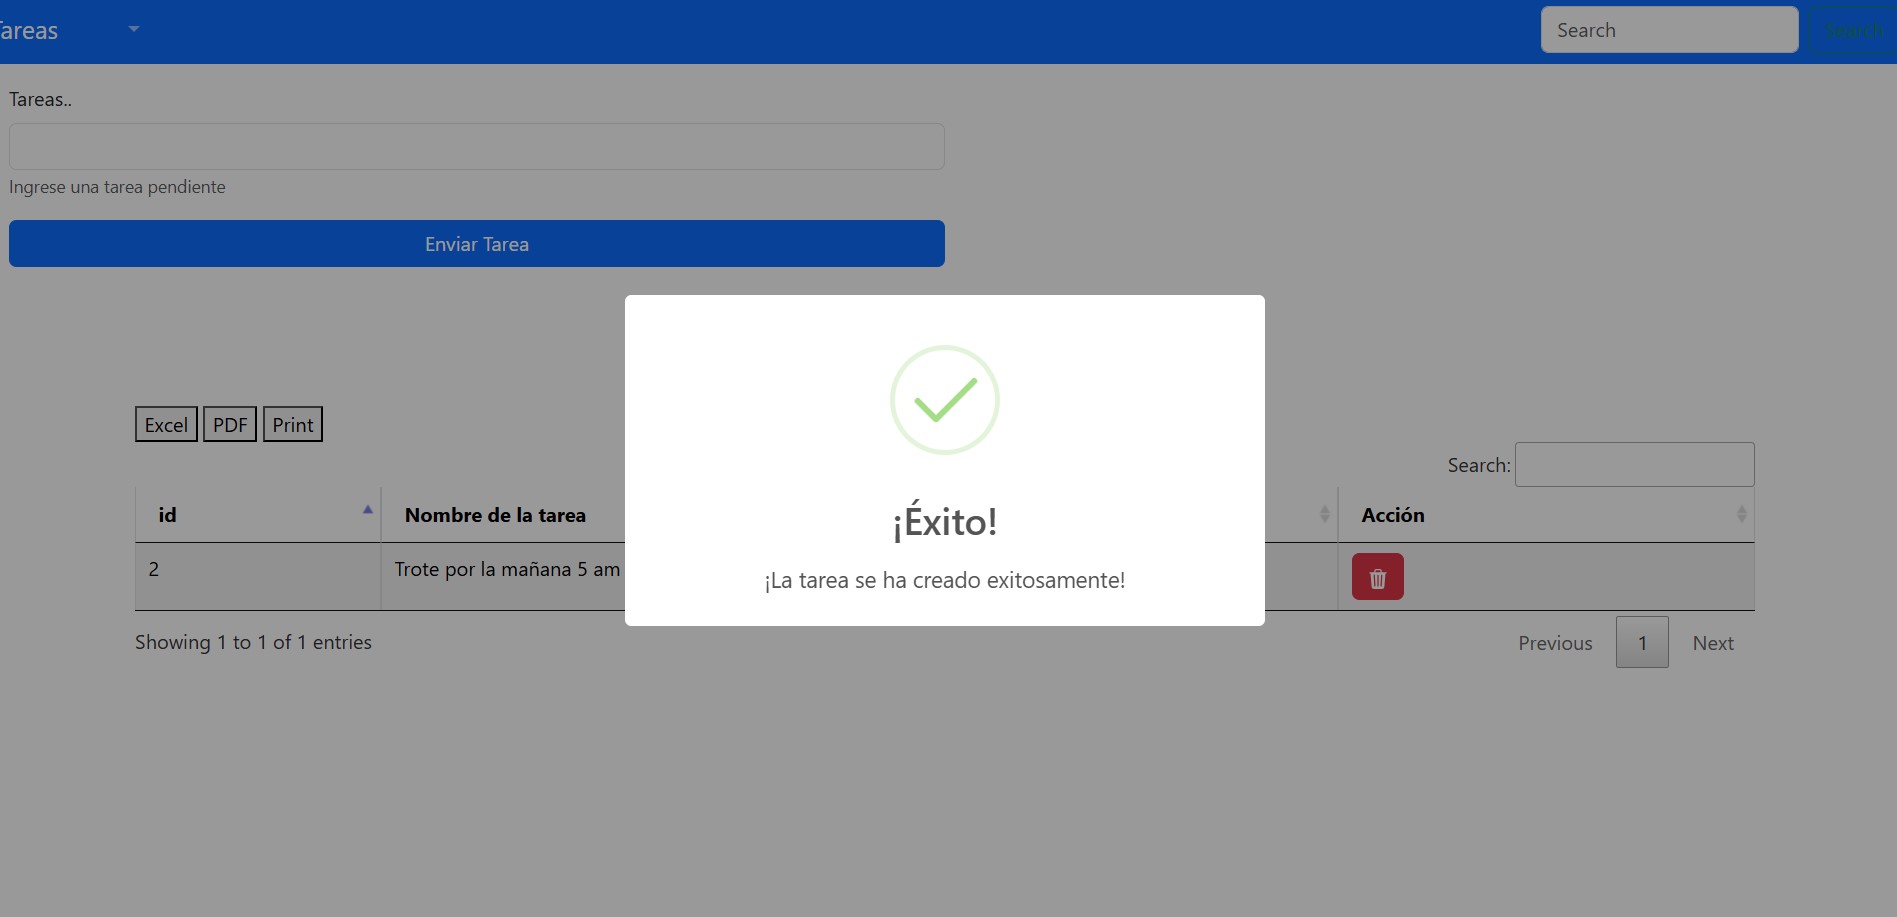 areas
Search
Search
Tareas..
Ingrese una tarea pendiente
Enviar Tarea
Excel PDF Print
Search:
id Nombre de la tarea Acción
2 Trote por la mañana 5 am
¡Éxito!
¡La tarea se ha creado exitosamente!
Showing 1 to 1 of 1 entries
Previous 1 Next